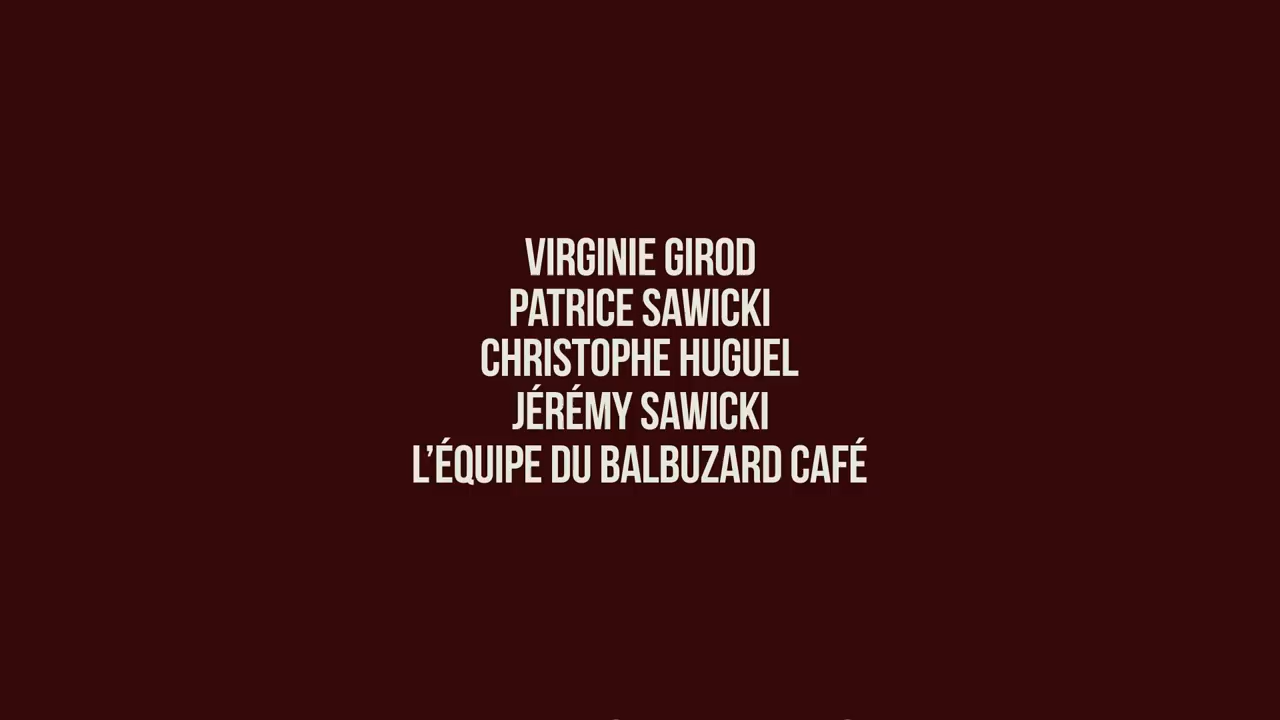 VIRGINIE GIROD
PATRICE SAWICKI
CHRISTOPHE HUGUEL
JÉRÉMY SAWICKI
L’ÉQUIPE DU BALBUZARD CAFÉ